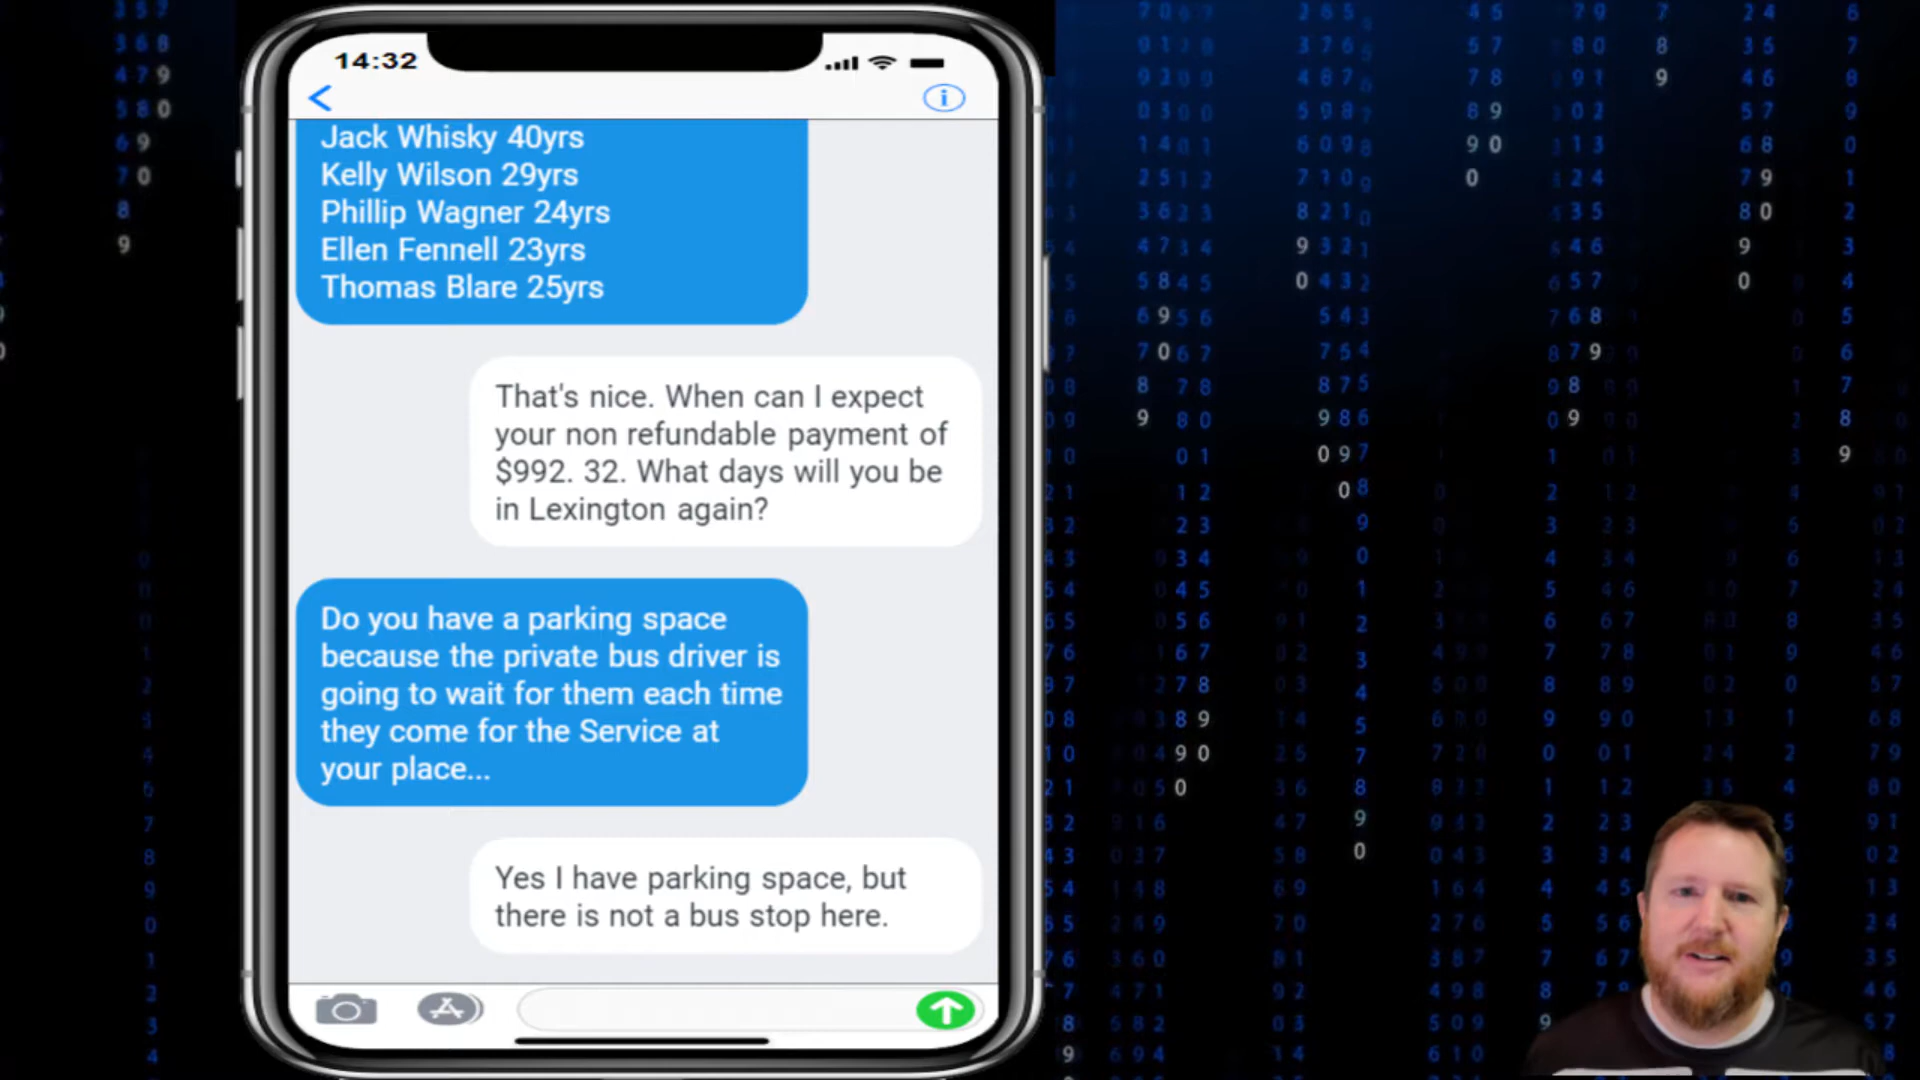 14:32
Jack Whisky 40yrs
Kelly Wilson 29yrs
Phillip Wagner 24yrs
Ellen Fennell 23yrs
Thomas Blare 25yrs
That's nice. When can I expect
your non refundable payment of
$992. 32. What days will you be
in Lexington again?
Do you have a parking space
because the private bus driver is
going to wait for them each time
they come for the Service at
your place...
Yes I have parking space, but
there is not a bus stop here.